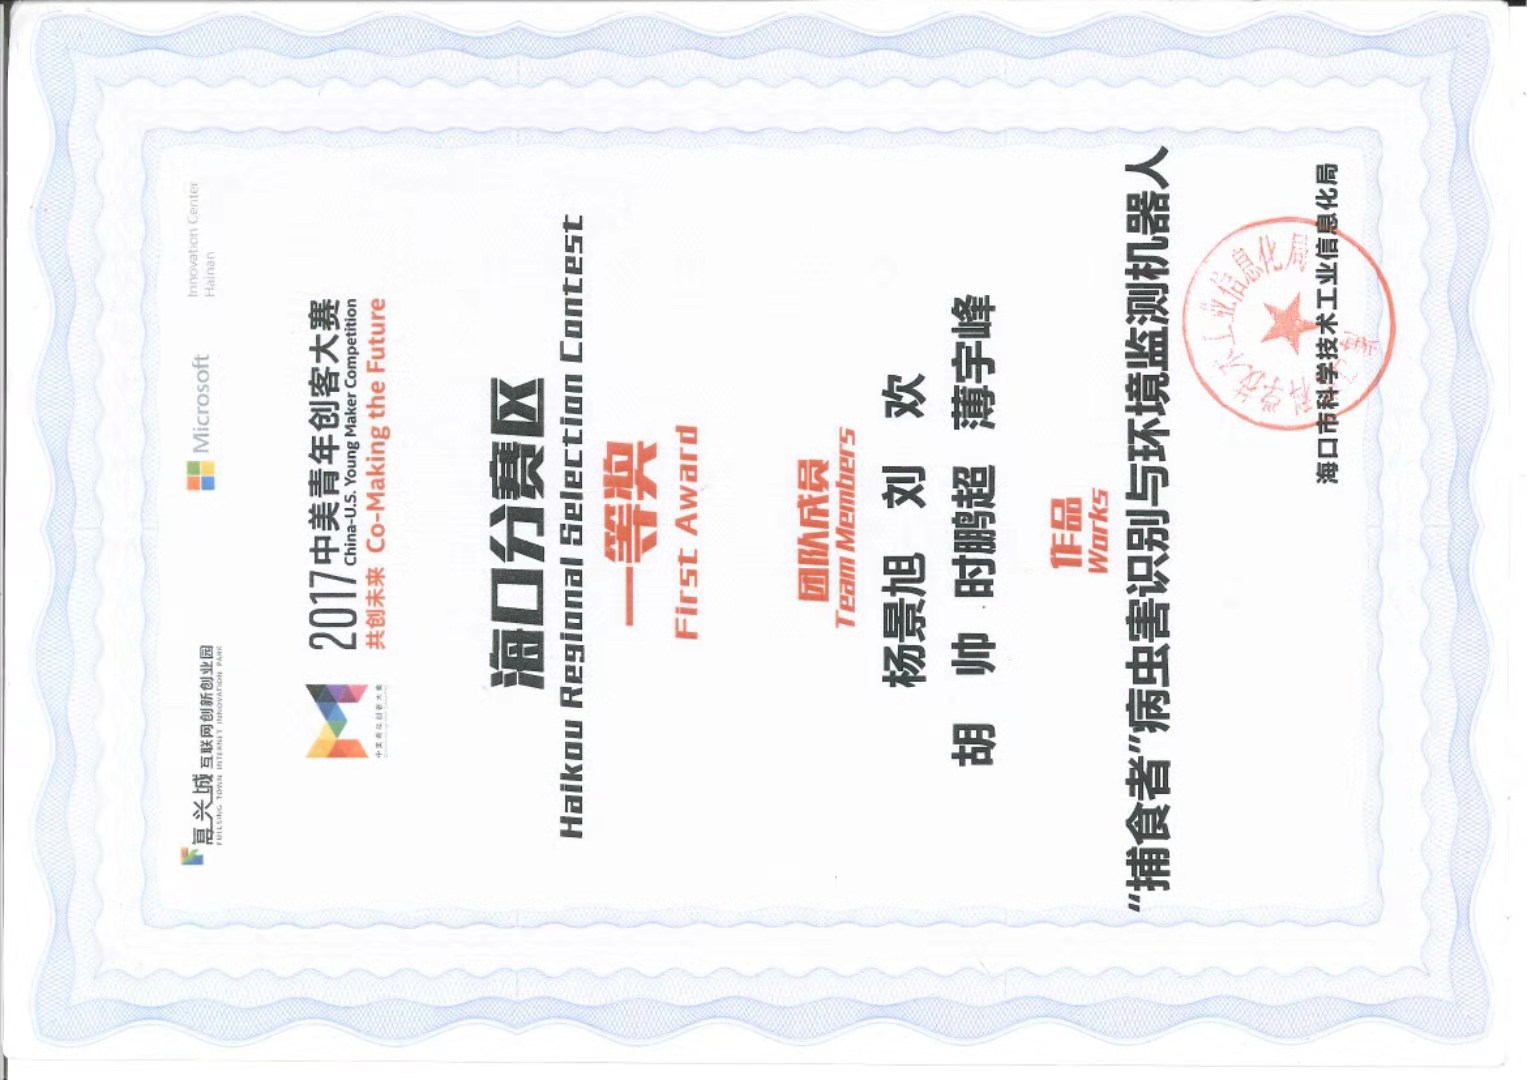 复兴城 互联网创新创业园
FULLSING TOWN INTERNET INNOVATION PARK
Microsoft
Innovation Center
Hainan
2017中美青年创客大赛
China-U.S. Young Maker Competition
共创未来 Co-Making the Future
中美青年创客大赛
海口分赛区
Haikou Regional Selection Contest
一等奖
First Award
团队成员
Team Members
杨景旭 刘 欢
胡 帅 时鹏超 薄宇峰
作品
Works
“捕食者”病虫害识别与环境监测机器人
海口市科学技术工业信息化局
海口市科学技术工业信息化局